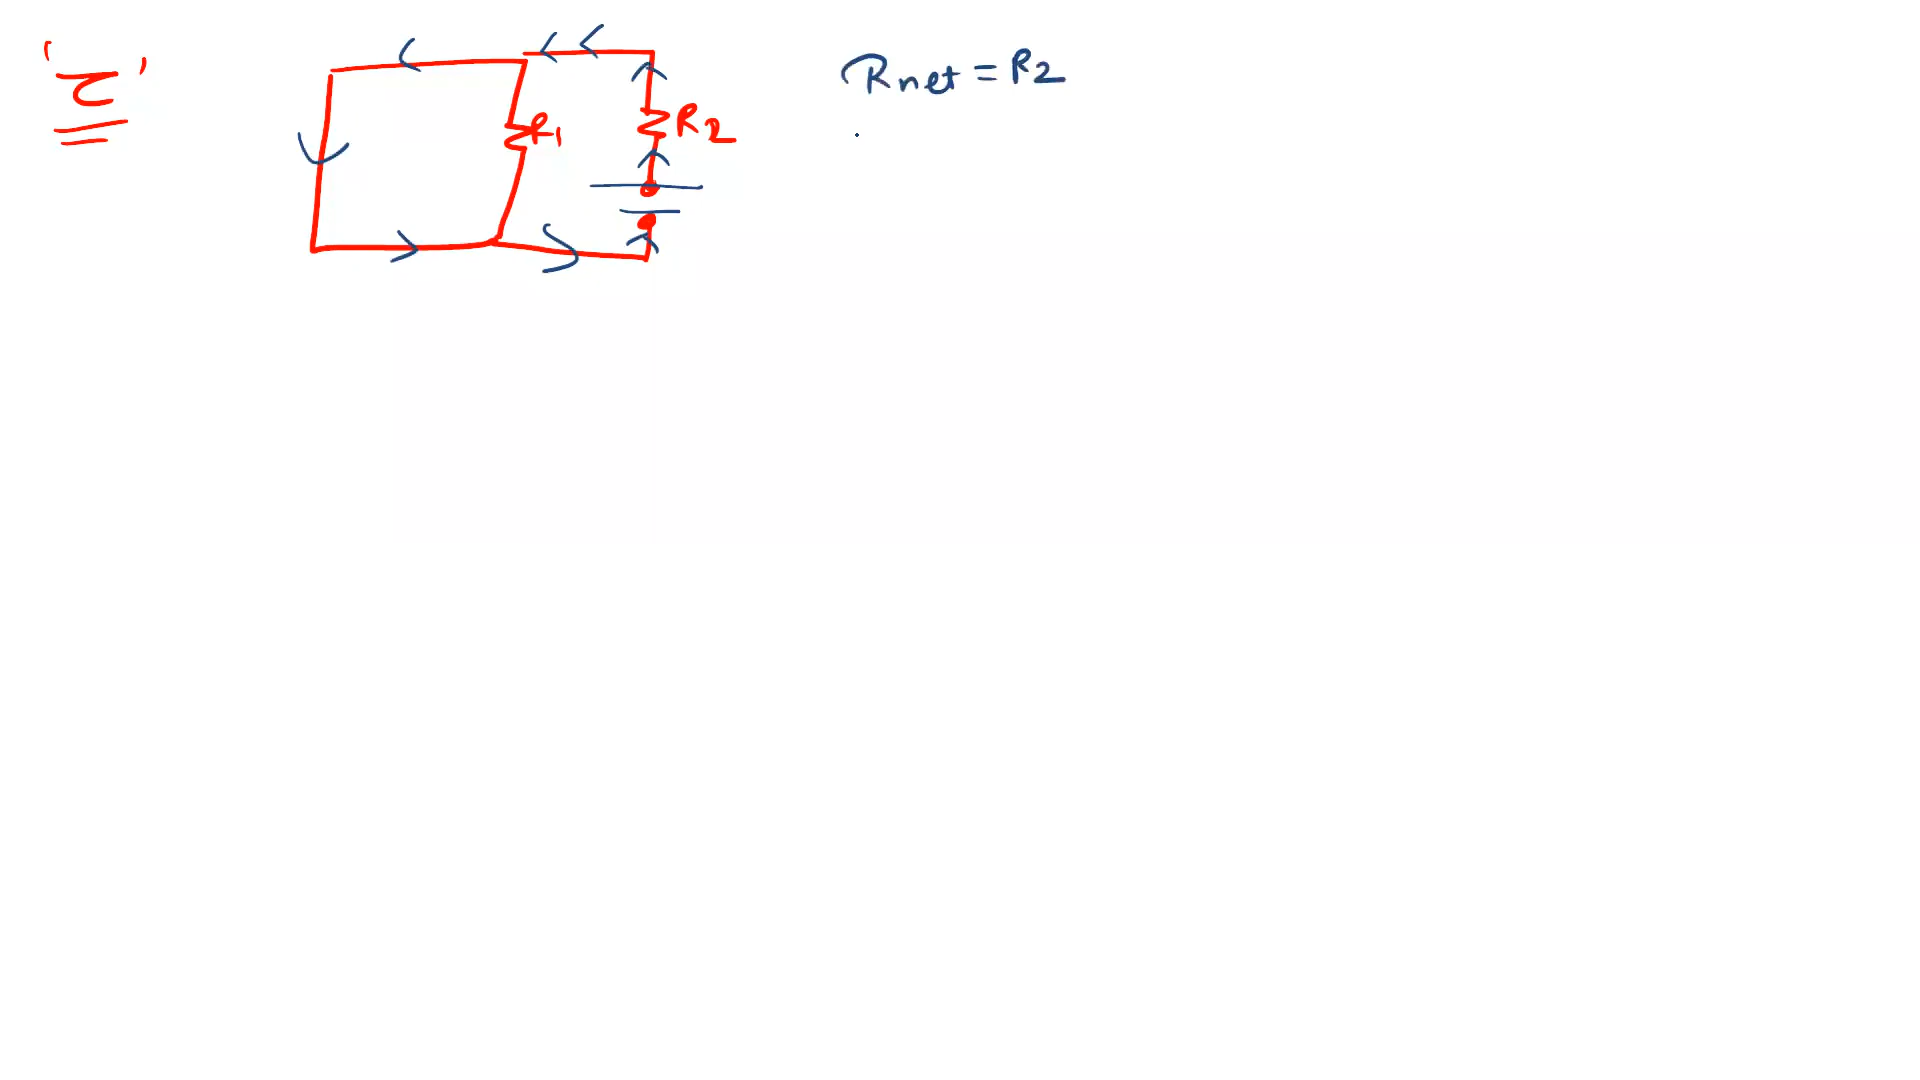 'τ'
R1
R2
Rnet = R2